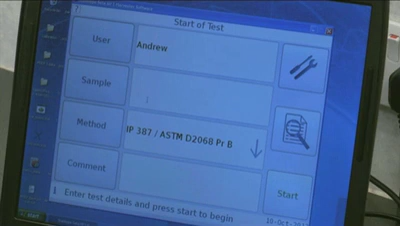 Start of Test
User
Andrew
Sample
Method
IP 387 / ASTM D2068 Pr B
Comment
Start
Enter test details and press start to begin